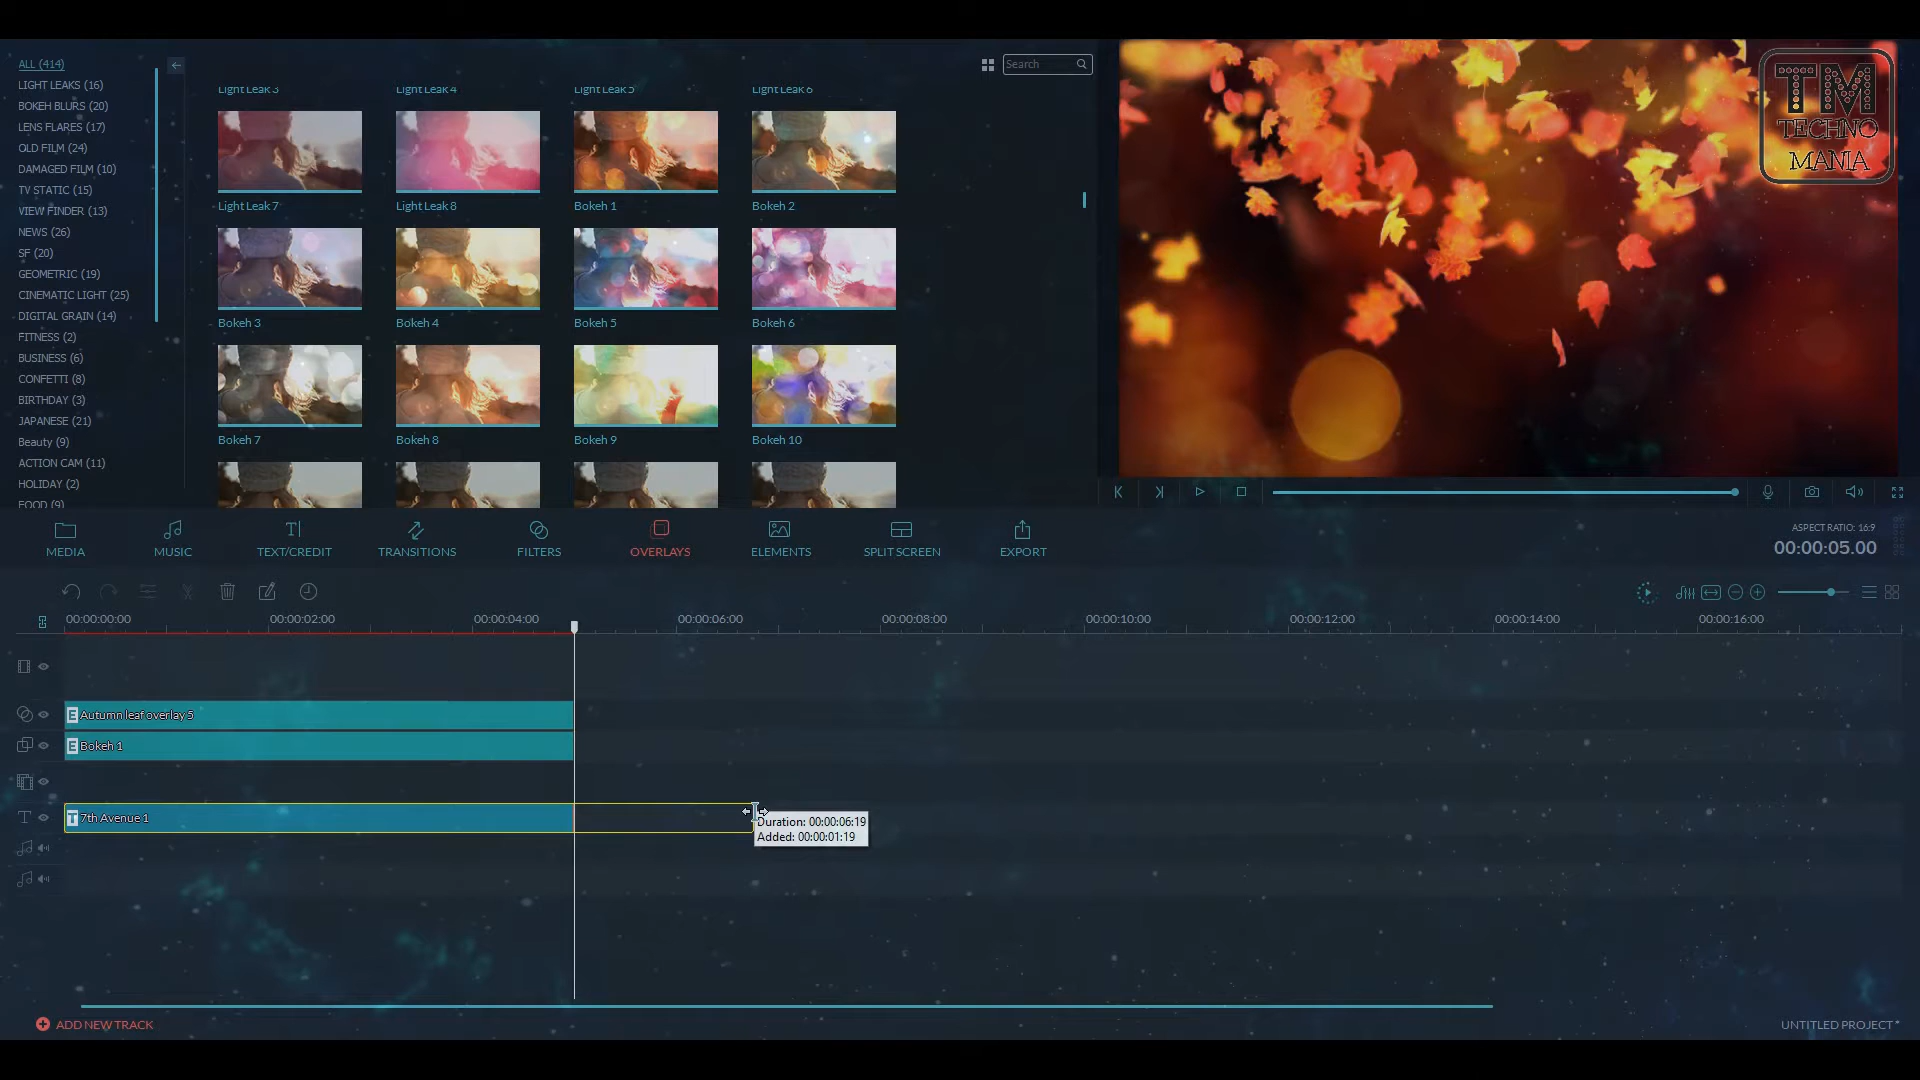 ALL (414)
LIGHT LEAKS (16)
BOKEH BLURS (20)
LENS FLARES (17)
OLD FILM (24)
DAMAGED FILM (10)
TV STATIC (15)
VIEW FINDER (13)
NEWS (26)
SF (20)
GEOMETRIC (19)
CINEMATIC LIGHT (25)
DIGITAL GRAIN (14)
FITNESS (2)
BUSINESS (6)
CONFETTI (8)
BIRTHDAY (3)
JAPANESE (21)
Beauty (9)
ACTION CAM (11)
HOLIDAY (2)
FOOD (9)
Search
Light Leak 3 Light Leak 4 Light Leak 5 Light Leak 6
Light Leak 7 Light Leak 8 Bokeh 1 Bokeh 2
Bokeh 3 Bokeh 4 Bokeh 5 Bokeh 6
Bokeh 7 Bokeh 8 Bokeh 9 Bokeh 10
TM
TECHNO
MANIA
MEDIA MUSIC TEXT/CREDIT TRANSITIONS FILTERS OVERLAYS ELEMENTS SPLIT SCREEN EXPORT
ASPECT RATIO: 16:9
00:00:05.00
00:00:00:00 00:00:02:00 00:00:04:00 00:00:06:00 00:00:08:00 00:00:10:00 00:00:12:00 00:00:14:00 00:00:16:00
E Autumn leaf overlay 5
E Bokeh 1
T 7th Avenue 1
Duration: 00:00:06:19
Added: 00:00:01:19
ADD NEW TRACK
UNTITLED PROJECT*